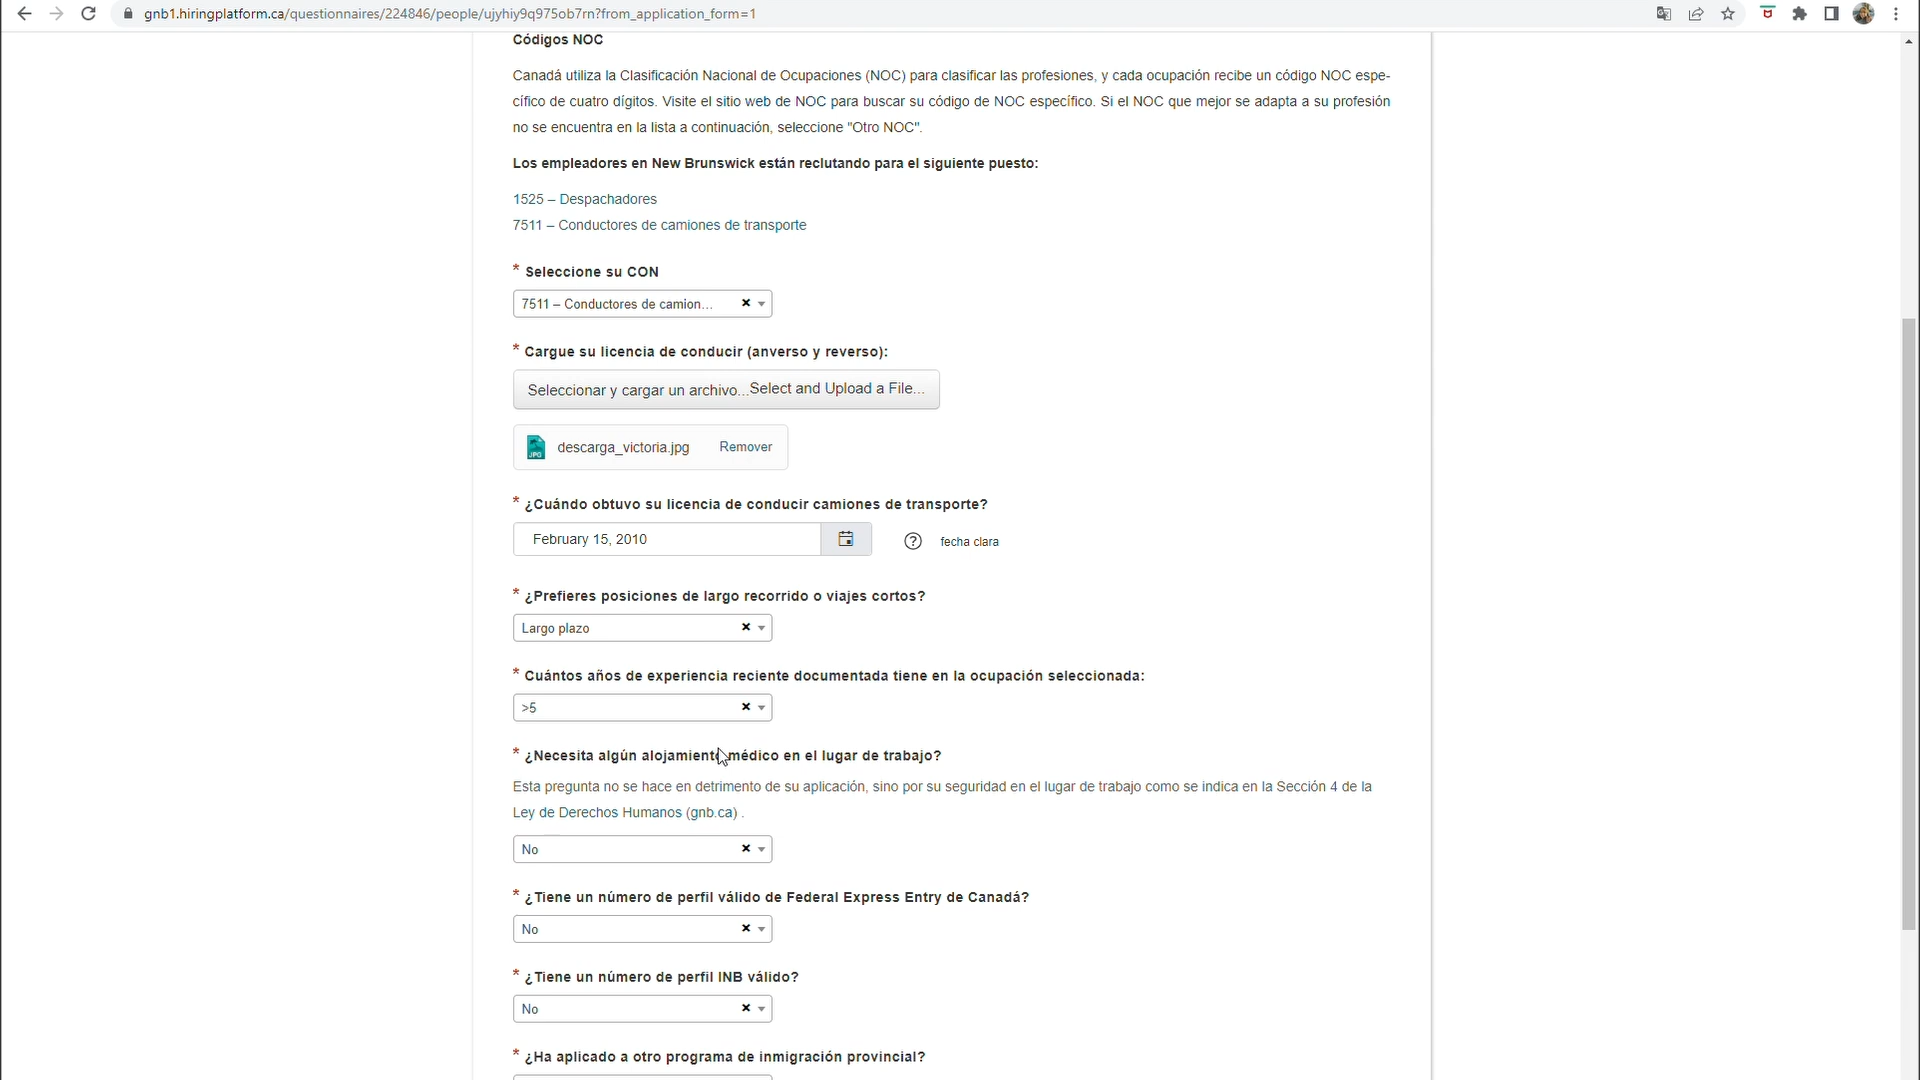 gnb1.hiringplatform.ca/questionnaires/224846/people/ujyhiy9q975ob7rn?from_application_form=1
Códigos NOC
Canadá utiliza la Clasificación Nacional de Ocupaciones (NOC) para clasificar las profesiones, y cada ocupación recibe un código NOC espe-
cífico de cuatro dígitos. Visite el sitio web de NOC para buscar su código de NOC específico. Si el NOC que mejor se adapta a su profesión
no se encuentra en la lista a continuación, seleccione "Otro NOC".
Los empleadores en New Brunswick están reclutando para el siguiente puesto:
1525 – Despachadores
7511 – Conductores de camiones de transporte
* Seleccione su CON
7511 – Conductores de camion...
* Cargue su licencia de conducir (anverso y reverso):
Seleccionar y cargar un archivo...Select and Upload a File...
JPG descarga_victoria.jpg Remover
* ¿Cuándo obtuvo su licencia de conducir camiones de transporte?
February 15, 2010 fecha clara
* ¿Prefieres posiciones de largo recorrido o viajes cortos?
Largo plazo
* Cuántos años de experiencia reciente documentada tiene en la ocupación seleccionada:
>5
* ¿Necesita algún alojamiento médico en el lugar de trabajo?
Esta pregunta no se hace en detrimento de su aplicación, sino por su seguridad en el lugar de trabajo como se indica en la Sección 4 de la
Ley de Derechos Humanos (gnb.ca) .
No
* ¿Tiene un número de perfil válido de Federal Express Entry de Canadá?
No
* ¿Tiene un número de perfil INB válido?
No
* ¿Ha aplicado a otro programa de inmigración provincial?